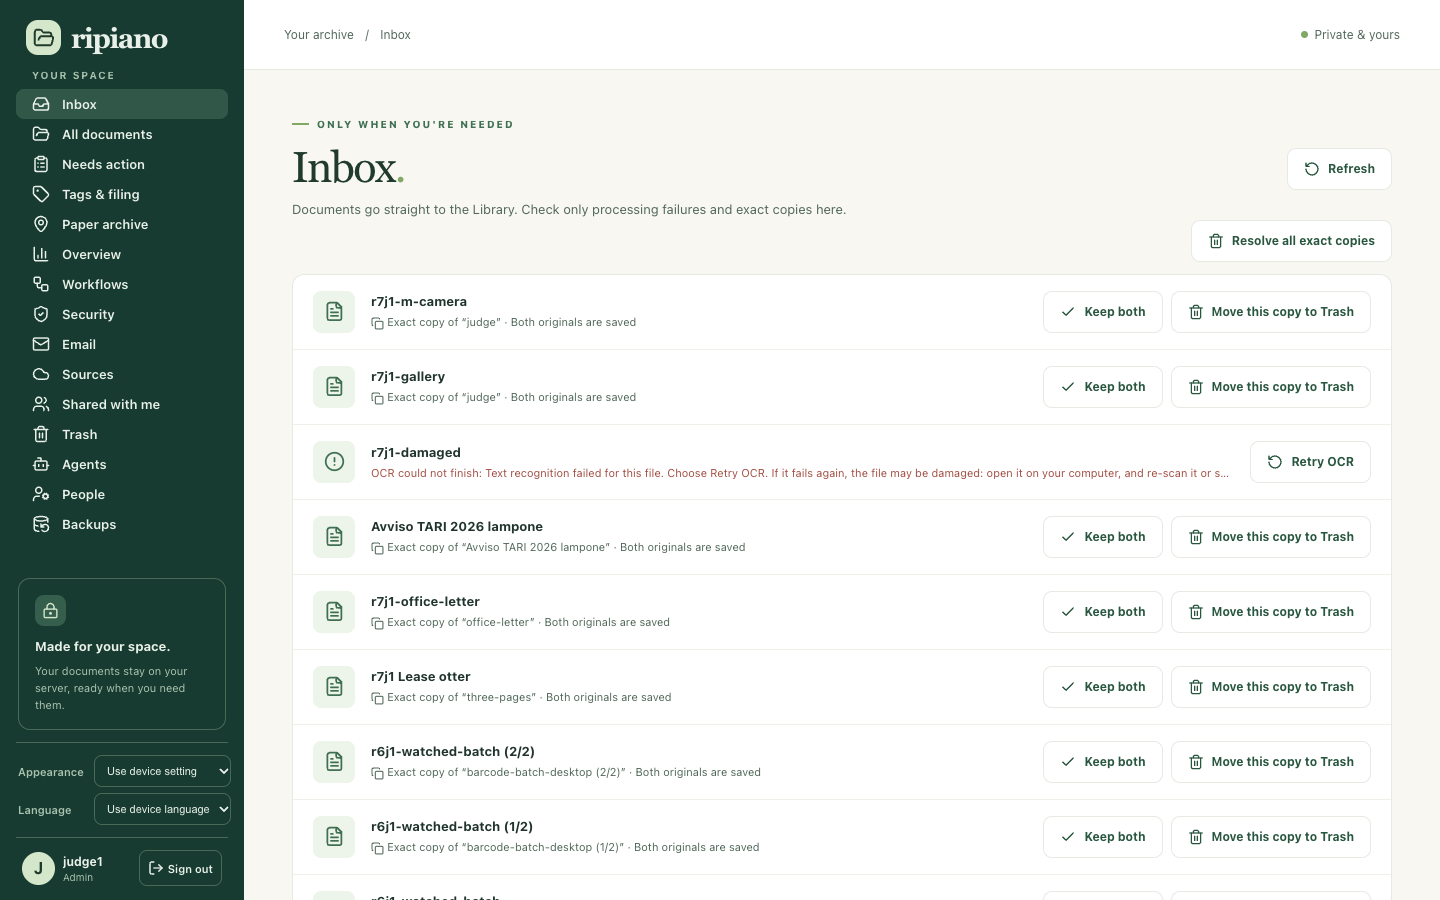 ripiano
YOUR SPACE
Inbox
All documents
Needs action
Tags & filing
Paper archive
Overview
Workflows
Security
Email
Sources
Shared with me
Trash
Agents
People
Backups
Made for your space.
Your documents stay on your
server, ready when you need
them.
Appearance Use device setting
Language Use device language
J judge1
Admin
Sign out
Your archive / Inbox
Private & yours
ONLY WHEN YOU'RE NEEDED
Inbox.
Refresh
Documents go straight to the Library. Check only processing failures and exact copies here.
Resolve all exact copies
r7j1-m-camera
Exact copy of “judge” · Both originals are saved
Keep both Move this copy to Trash
r7j1-gallery
Exact copy of “judge” · Both originals are saved
Keep both Move this copy to Trash
r7j1-damaged
OCR could not finish: Text recognition failed for this file. Choose Retry OCR. If it fails again, the file may be damaged: open it on your computer, and re-scan it or s...
Retry OCR
Avviso TARI 2026 lampone
Exact copy of “Avviso TARI 2026 lampone” · Both originals are saved
Keep both Move this copy to Trash
r7j1-office-letter
Exact copy of “office-letter” · Both originals are saved
Keep both Move this copy to Trash
r7j1 Lease otter
Exact copy of “three-pages” · Both originals are saved
Keep both Move this copy to Trash
r6j1-watched-batch (2/2)
Exact copy of “barcode-batch-desktop (2/2)” · Both originals are saved
Keep both Move this copy to Trash
r6j1-watched-batch (1/2)
Exact copy of “barcode-batch-desktop (1/2)” · Both originals are saved
Keep both Move this copy to Trash